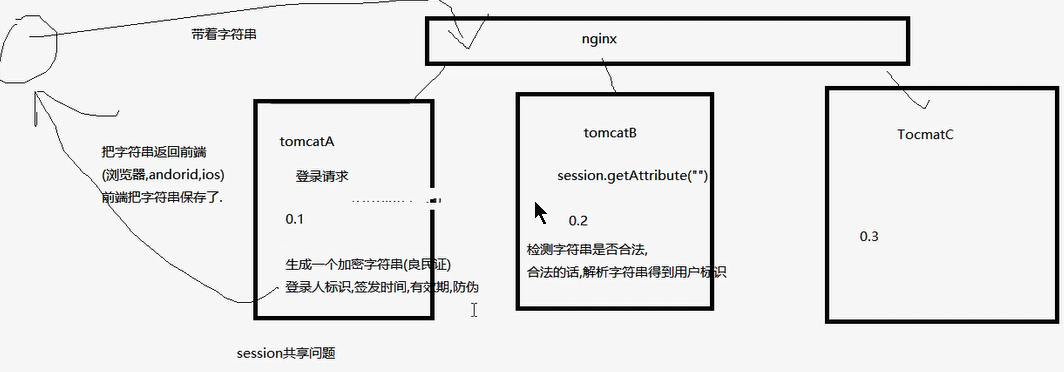 带着字符串
nginx
tomcatA
登录请求
0.1
生成一个加密字符串(良民证)
登录人标识,签发时间,有效期,防伪
tomcatB
session.getAttribute("")
0.2
检测字符串是否合法,
合法的话,解析字符串得到用户标识
TocmatC
0.3
把字符串返回前端
(浏览器,andorid,ios)
前端把字符串保存了.
session共享问题